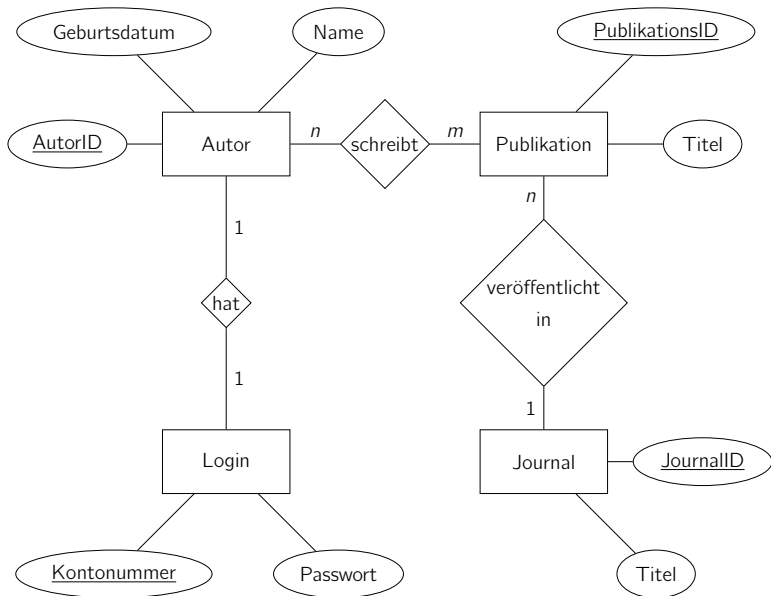 Geburtsdatum
Name
PublikationsID
AutorID
Autor
n
schreibt
m
Publikation
Titel
1
n
hat
veröffentlicht
in
1
1
Login
Journal
JournalID
Kontonummer
Passwort
Titel